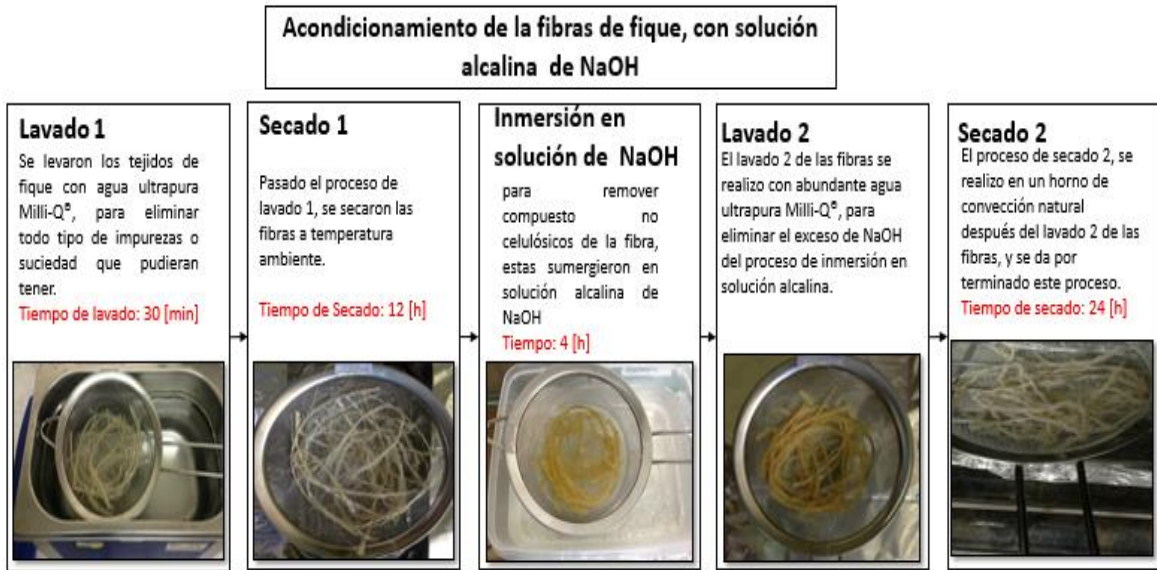 Acondicionamiento de la fibras de fique, con solución
alcalina de NaOH
Lavado 1
Se levaron los tejidos de
fique con agua ultrapura
Milli-Q®, para eliminar
todo tipo de impurezas o
suciedad que pudieran
tener.
Tiempo de lavado: 30 [min]
Secado 1
Pasado el proceso de
lavado 1, se secaron las
fibras a temperatura
ambiente.
Tiempo de Secado: 12 [h]
Inmersión en
solución de NaOH
para remover
compuesto no
celulósicos de la fibra,
estas sumergieron en
solución alcalina de
NaOH
Tiempo: 4 [h]
Lavado 2
El lavado 2 de las fibras se
realizo con abundante agua
ultrapura Milli-Q®, para
eliminar el exceso de NaOH
del proceso de inmersión en
solución alcalina.
Secado 2
El proceso de secado 2, se
realizo en un horno de
convección natural
después del lavado 2 de las
fibras, y se da por
terminado este proceso.
Tiempo de secado: 24 [h]